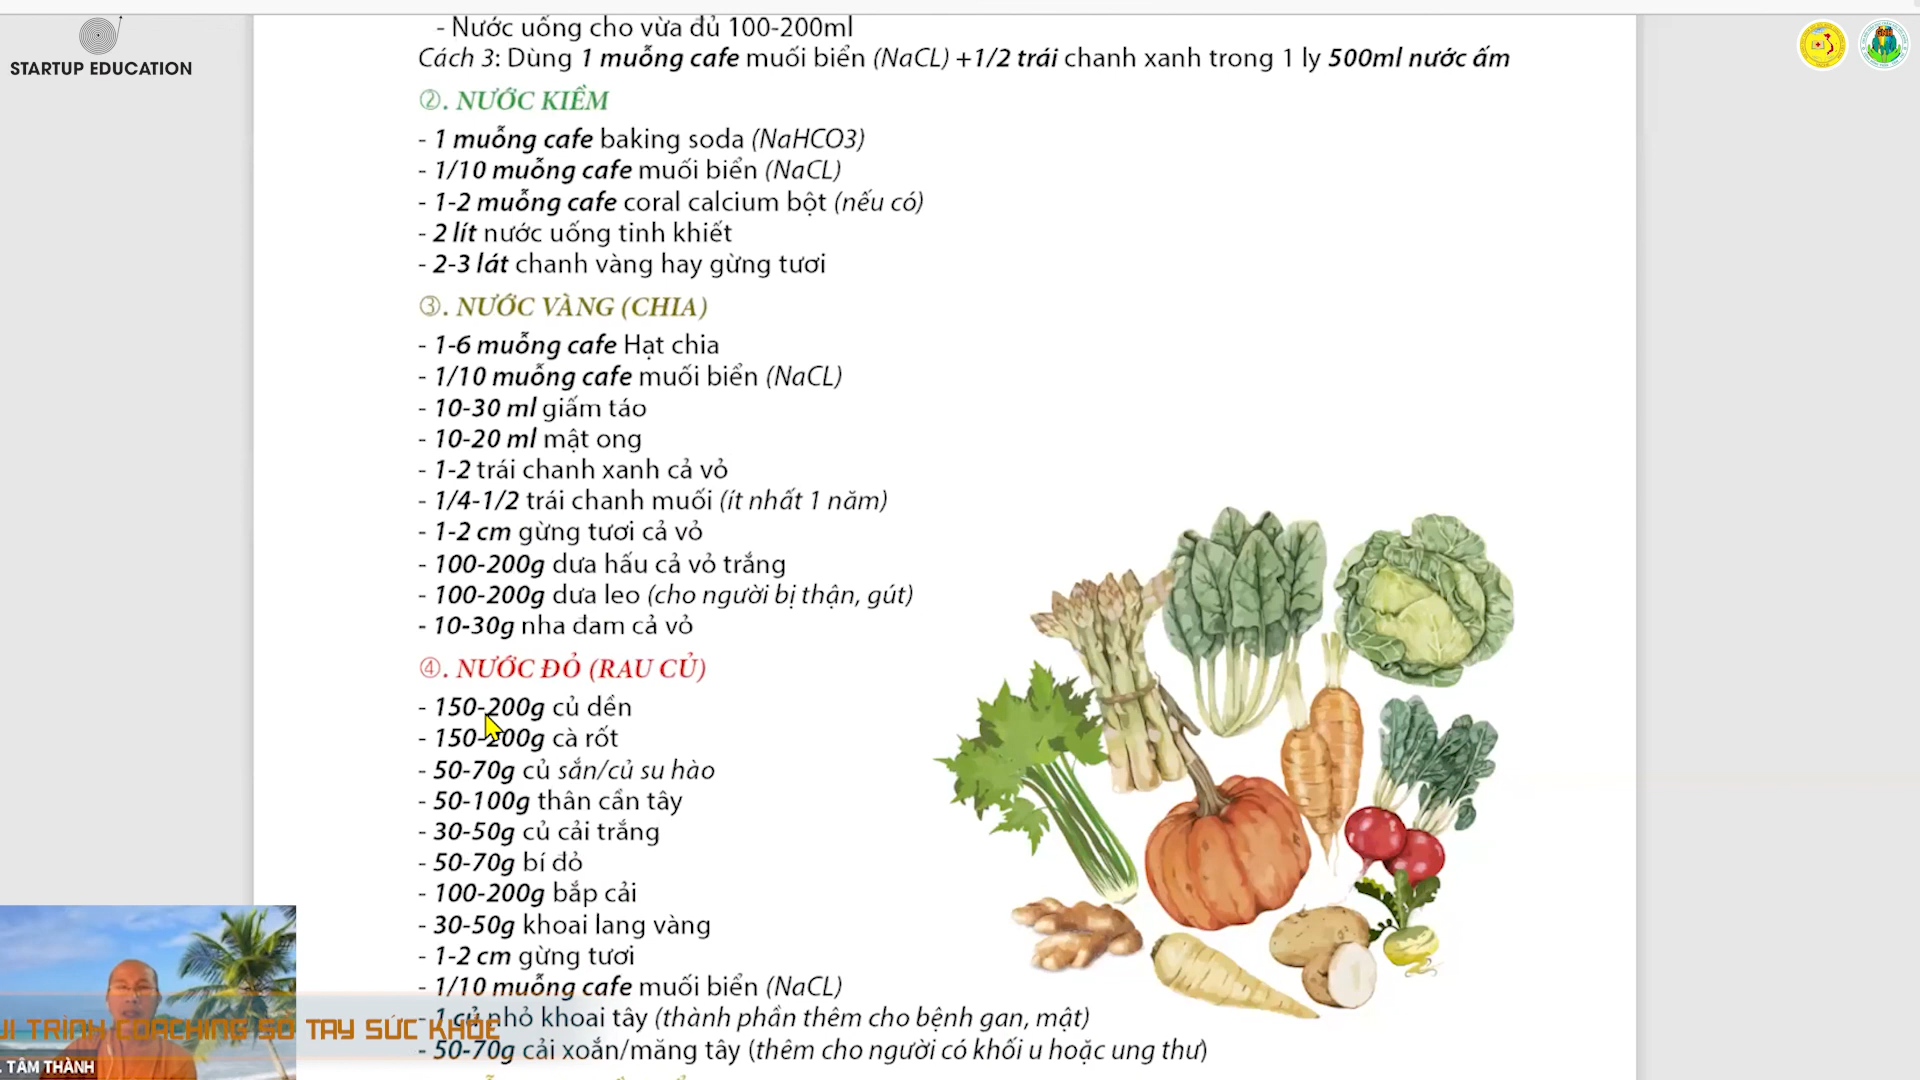 STARTUP EDUCATION
- Nước uống cho vừa đủ 100-200ml
Cách 3: Dùng 1 muỗng cafe muối biển (NaCL) +1/2 trái chanh xanh trong 1 ly 500ml nước ấm
②. NƯỚC KIỀM
- 1 muỗng cafe baking soda (NaHCO3)
- 1/10 muỗng cafe muối biển (NaCL)
- 1-2 muỗng cafe coral calcium bột (nếu có)
- 2 lít nước uống tinh khiết
- 2-3 lát chanh vàng hay gừng tươi
③. NƯỚC VÀNG (CHIA)
- 1-6 muỗng cafe Hạt chia
- 1/10 muỗng cafe muối biển (NaCL)
- 10-30 ml giấm táo
- 10-20 ml mật ong
- 1-2 trái chanh xanh cả vỏ
- 1/4-1/2 trái chanh muối (ít nhất 1 năm)
- 1-2 cm gừng tươi cả vỏ
- 100-200g dưa hấu cả vỏ trắng
- 100-200g dưa leo (cho người bị thận, gút)
- 10-30g nha đam cả vỏ
④. NƯỚC ĐỎ (RAU CỦ)
- 150-200g củ dền
- 150-200g cà rốt
- 50-70g củ sắn/củ su hào
- 50-100g thân cần tây
- 30-50g củ cải trắng
- 50-70g bí đỏ
- 100-200g bắp cải
- 30-50g khoai lang vàng
- 1-2 cm gừng tươi
- 1/10 muỗng cafe muối biển (NaCL)
- 1 củ nhỏ khoai tây (thành phần thêm cho bệnh gan, mật)
- 50-70g cải xoắn/măng tây (thêm cho người có khối u hoặc ung thư)
UI TRÌNH COACHING SỔ TAY SỨC KHỎE
. TÂM THÀNH